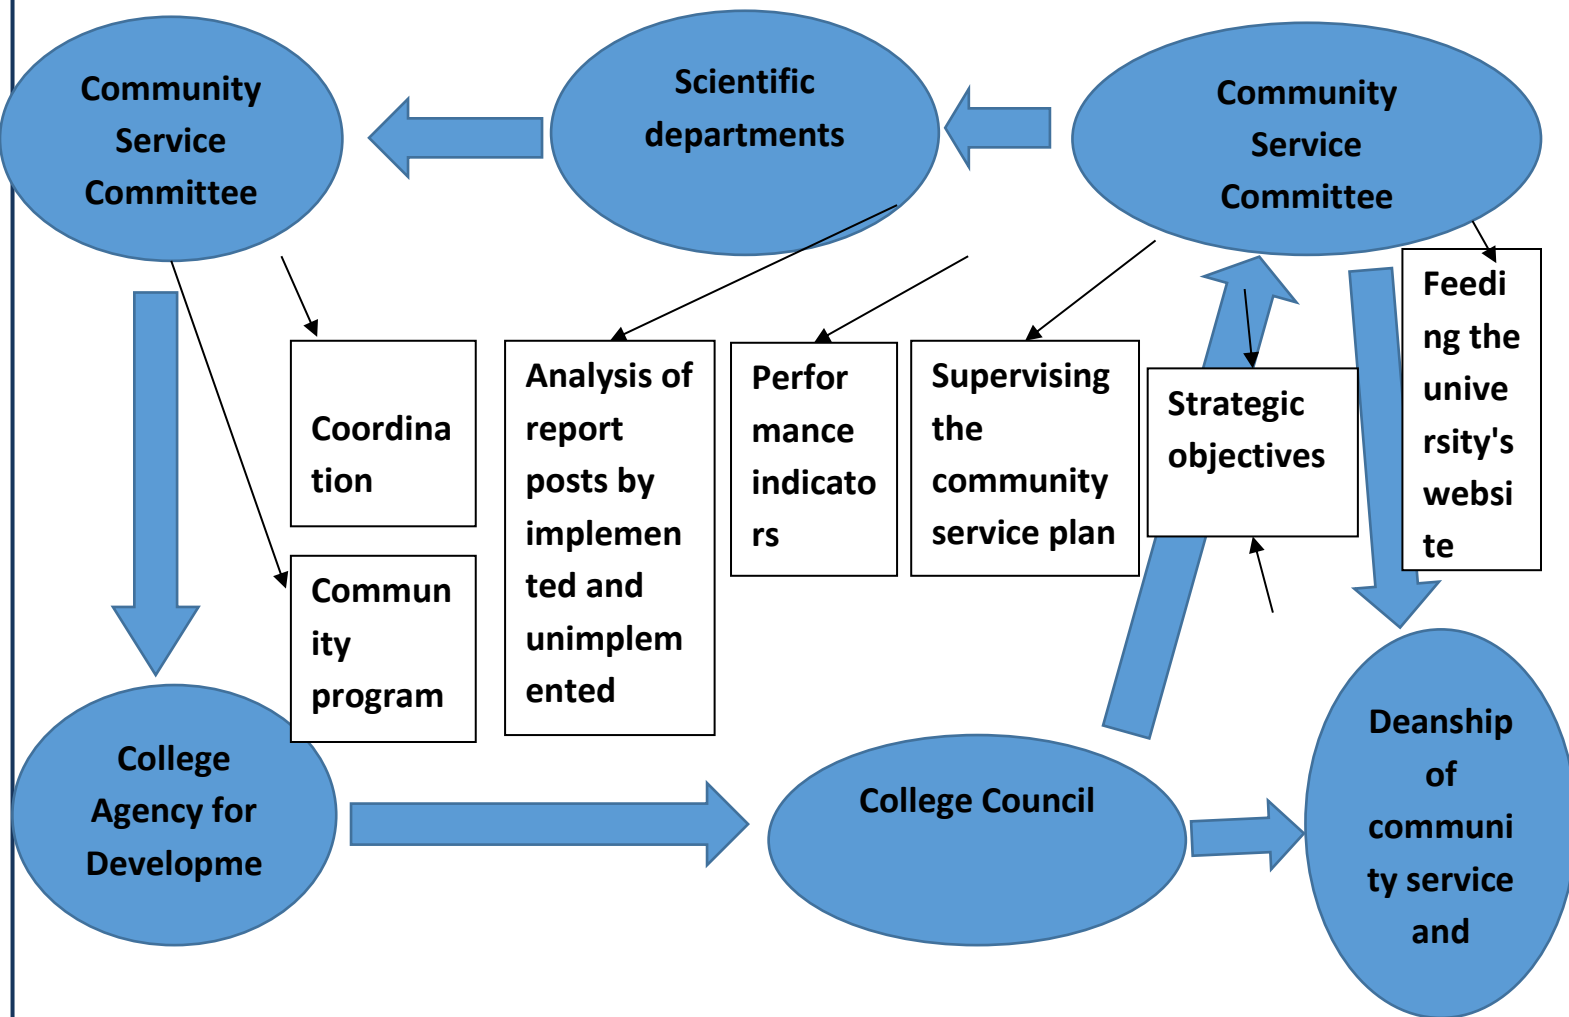 Community
Service
Committee
Scientific
departments
Community
Service
Committee
Coordina
tion
Commun
ity
program
Analysis of
report
posts by
implemen
ted and
unimplem
ented
Perfor
mance
indicato
rs
Supervising
the
community
service plan
Strategic
objectives
Feedi
ng the
unive
rsity's
websi
te
College
Agency for
Developme
College Council
Deanship
of
communi
ty service
and